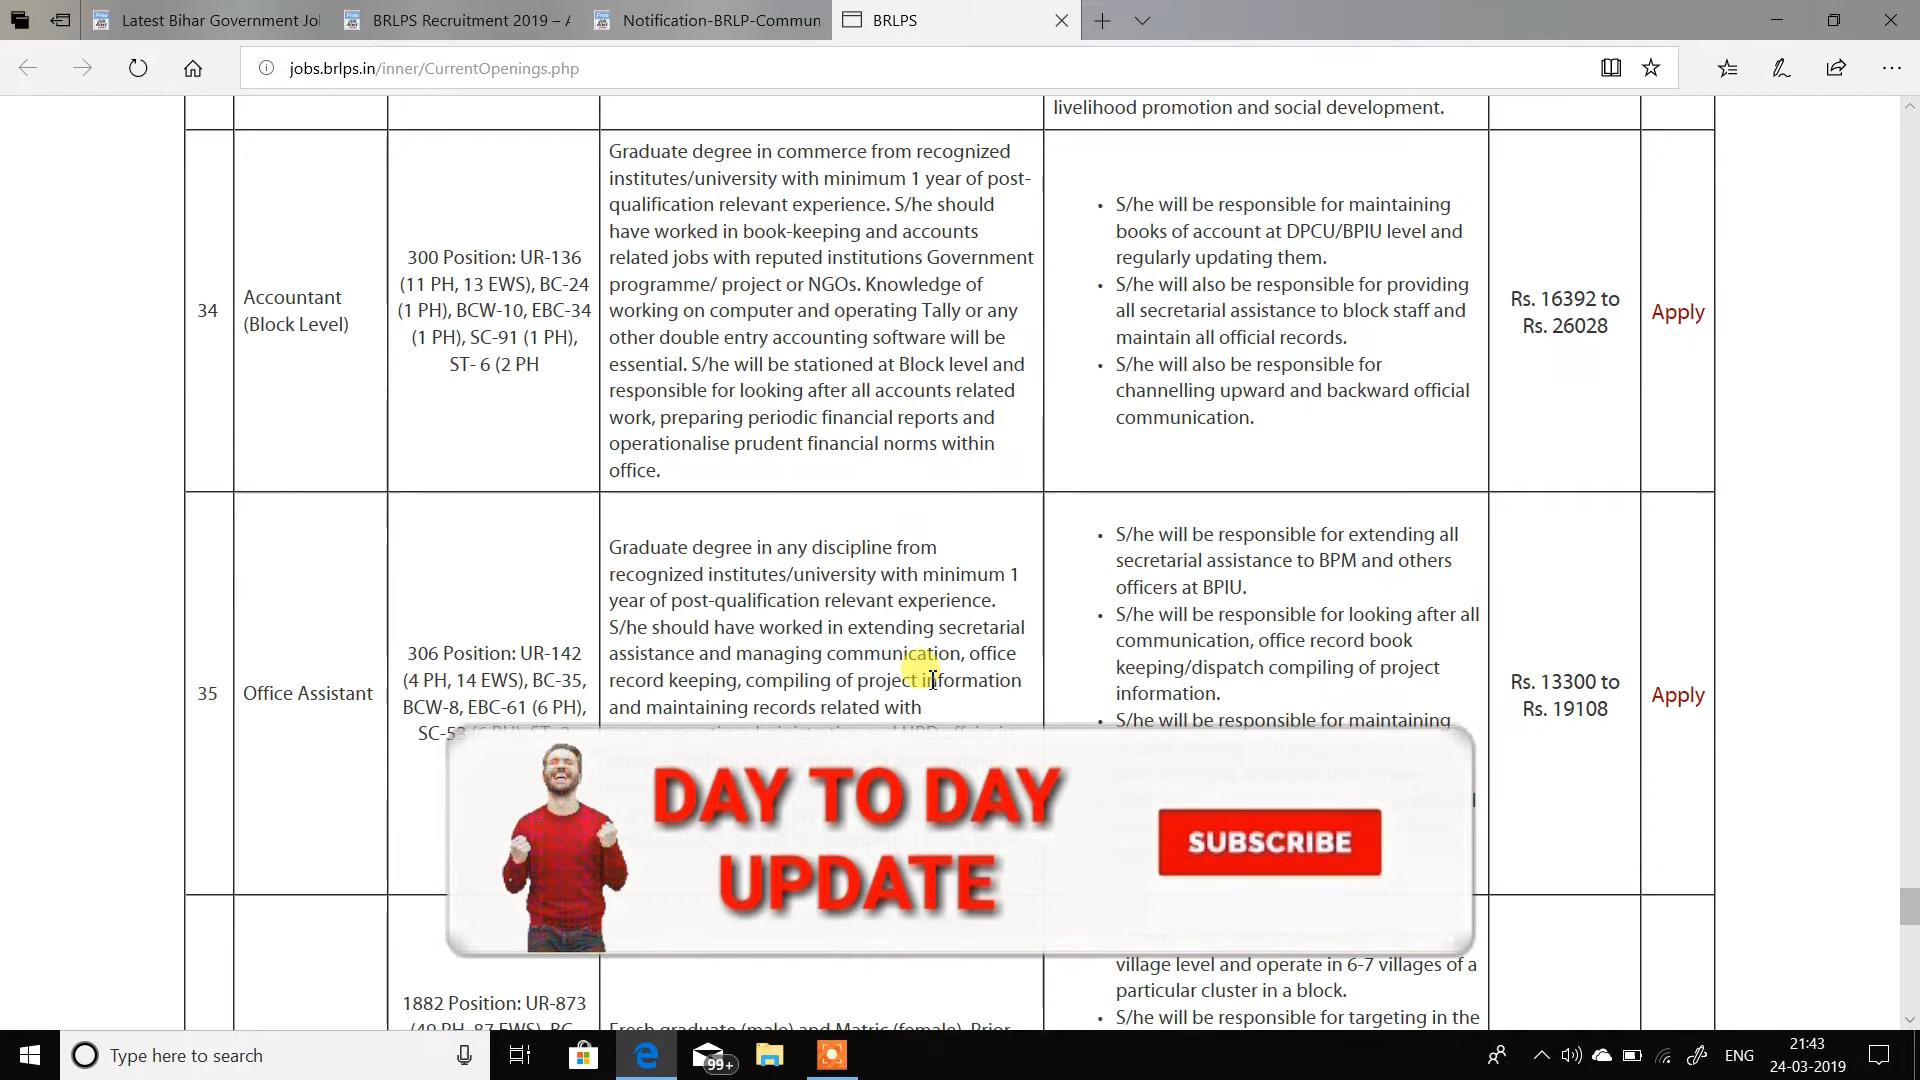 Latest Bihar Government Jo
BRLPS Recruitment 2019 –
Notification-BRLP-Commun
BRLPS
jobs.brlps.in/inner/CurrentOpenings.php
livelihood promotion and social development.
34
Accountant
(Block Level)
300 Position: UR-136
(11 PH, 13 EWS), BC-24
(1 PH), BCW-10, EBC-34
(1 PH), SC-91 (1 PH),
ST- 6 (2 PH
Graduate degree in commerce from recognized
institutes/university with minimum 1 year of post-
qualification relevant experience. S/he should
have worked in book-keeping and accounts
related jobs with reputed institutions Government
programme/ project or NGOs. Knowledge of
working on computer and operating Tally or any
other double entry accounting software will be
essential. S/he will be stationed at Block level and
responsible for looking after all accounts related
work, preparing periodic financial reports and
operationalise prudent financial norms within
office.
• S/he will be responsible for maintaining
books of account at DPCU/BPIU level and
regularly updating them.
• S/he will also be responsible for providing
all secretarial assistance to block staff and
maintain all official records.
• S/he will also be responsible for
channelling upward and backward official
communication.
Rs. 16392 to
Rs. 26028
Apply
35
Office Assistant
306 Position: UR-142
(4 PH, 14 EWS), BC-35,
BCW-8, EBC-61 (6 PH),
SC-53
Graduate degree in any discipline from
recognized institutes/university with minimum 1
year of post-qualification relevant experience.
S/he should have worked in extending secretarial
assistance and managing communication, office
record keeping, compiling of project information
and maintaining records related with
• S/he will be responsible for extending all
secretarial assistance to BPM and others
officers at BPIU.
• S/he will be responsible for looking after all
communication, office record book
keeping/dispatch compiling of project
information.
• S/he will be responsible for maintaining
Rs. 13300 to
Rs. 19108
Apply
DAY TO DAY
UPDATE
SUBSCRIBE
1882 Position: UR-873
(49 PH, 87 EWS), BC-
Fresh graduate (male) and Matric (female). Prior
village level and operate in 6-7 villages of a
particular cluster in a block.
• S/he will be responsible for targeting in the
Type here to search
99+
ENG
21:43
24-03-2019